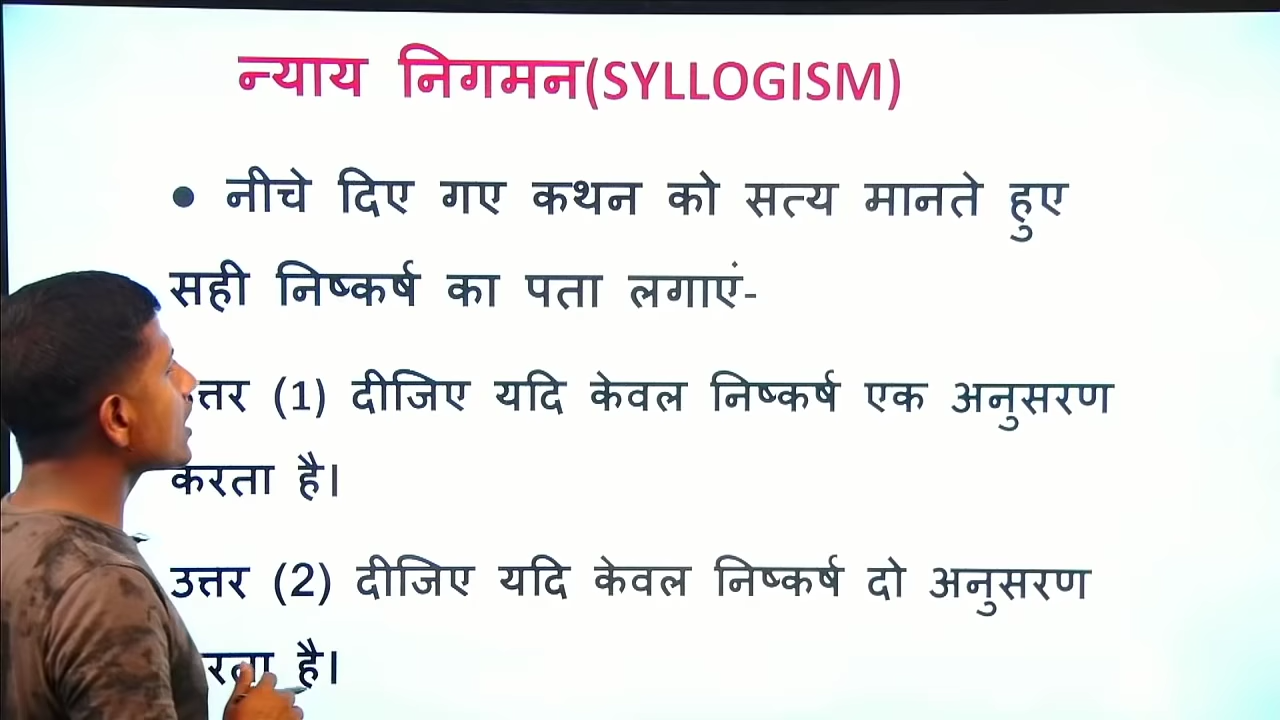 न्याय निगमन(SYLLOGISM)
• नीचे दिए गए कथन को सत्य मानते हुए
सही निष्कर्ष का पता लगाएं-
(1) दीजिए यदि केवल निष्कर्ष एक अनुसरण
करता है।
उत्तर (2) दीजिए यदि केवल निष्कर्ष दो अनुसरण
है।